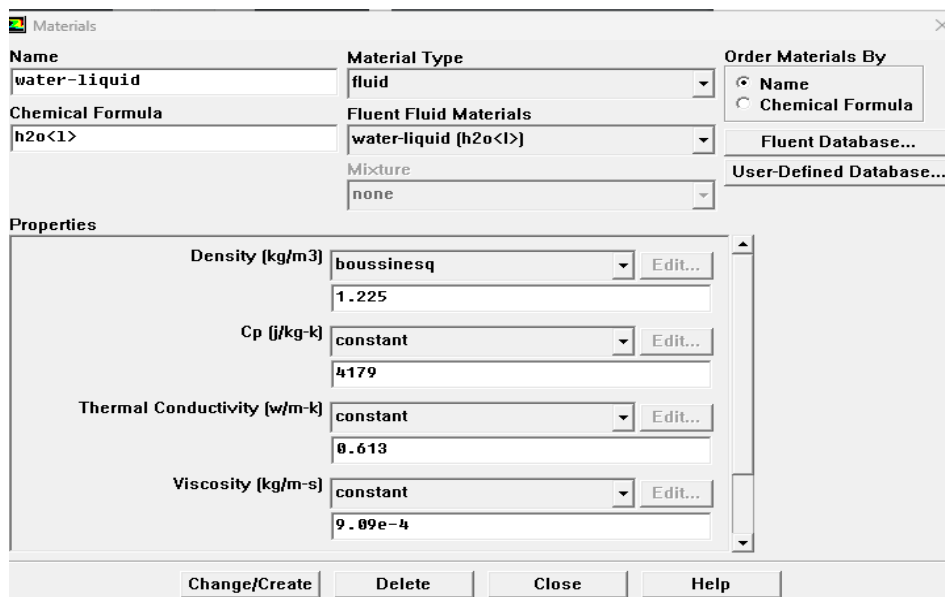 Materials
Name
water-liquid
Material Type
fluid
Order Materials By
Name
Chemical Formula
Chemical Formula
h2o<l>
Fluent Fluid Materials
water-liquid (h2o<l>)
Fluent Database...
Mixture
none
User-Defined Database...
Properties
Density (kg/m3)
boussinesq
Edit...
1.225
Cp (j/kg-k)
constant
Edit...
4179
Thermal Conductivity (w/m-k)
constant
Edit...
0.613
Viscosity (kg/m-s)
constant
Edit...
9.09e-4
Change/Create
Delete
Close
Help